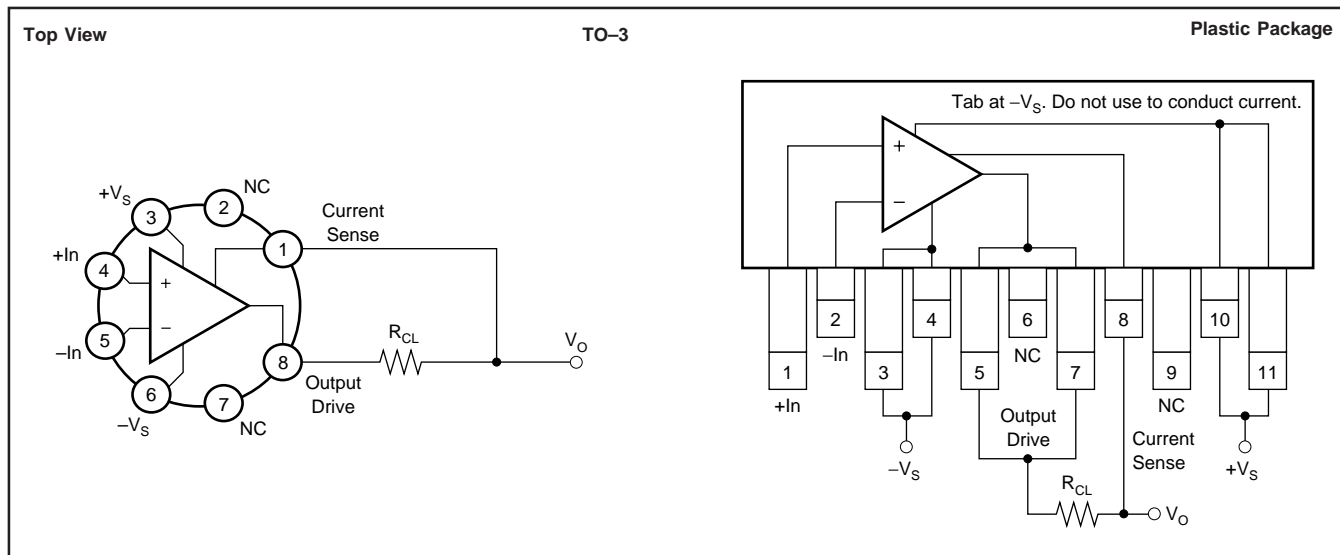 Top View
TO–3
Plastic Package
+VS
3
NC
2
Current
Sense
1
+In
4
+
5
–
–In
6
–VS
7
NC
8
Output
Drive
RCL
VO
Tab at –VS. Do not use to conduct current.
+
–
1
+In
2
–In
3
4
–VS
5
6
NC
7
Output
Drive
8
Current
Sense
9
NC
10
11
+VS
RCL
VO